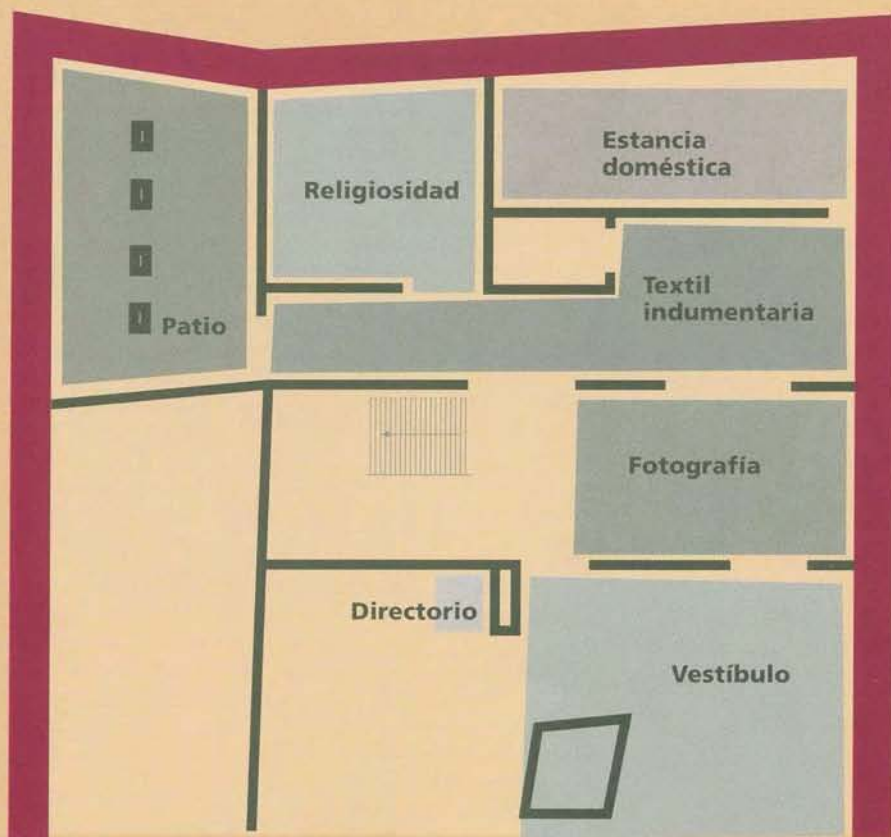 Estancia
doméstica
Religiosidad
Textil
indumentaria
Patio
Fotografía
Directorio
Vestíbulo